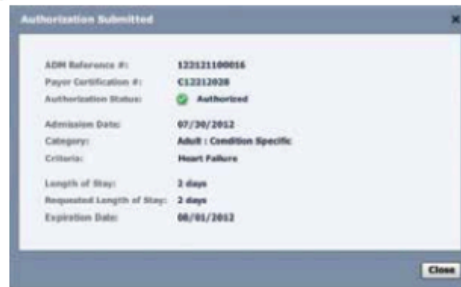 Authorization Submitted
ADM Reference #: 122121100016
Payer Certification #: C12212028
Authorization Status: Authorized
Admission Date: 07/30/2012
Category: Adult : Condition Specific
Criteria: Heart Failure
Length of Stay: 2 days
Requested Length of Stay: 2 days
Expiration Date: 08/01/2012
Close